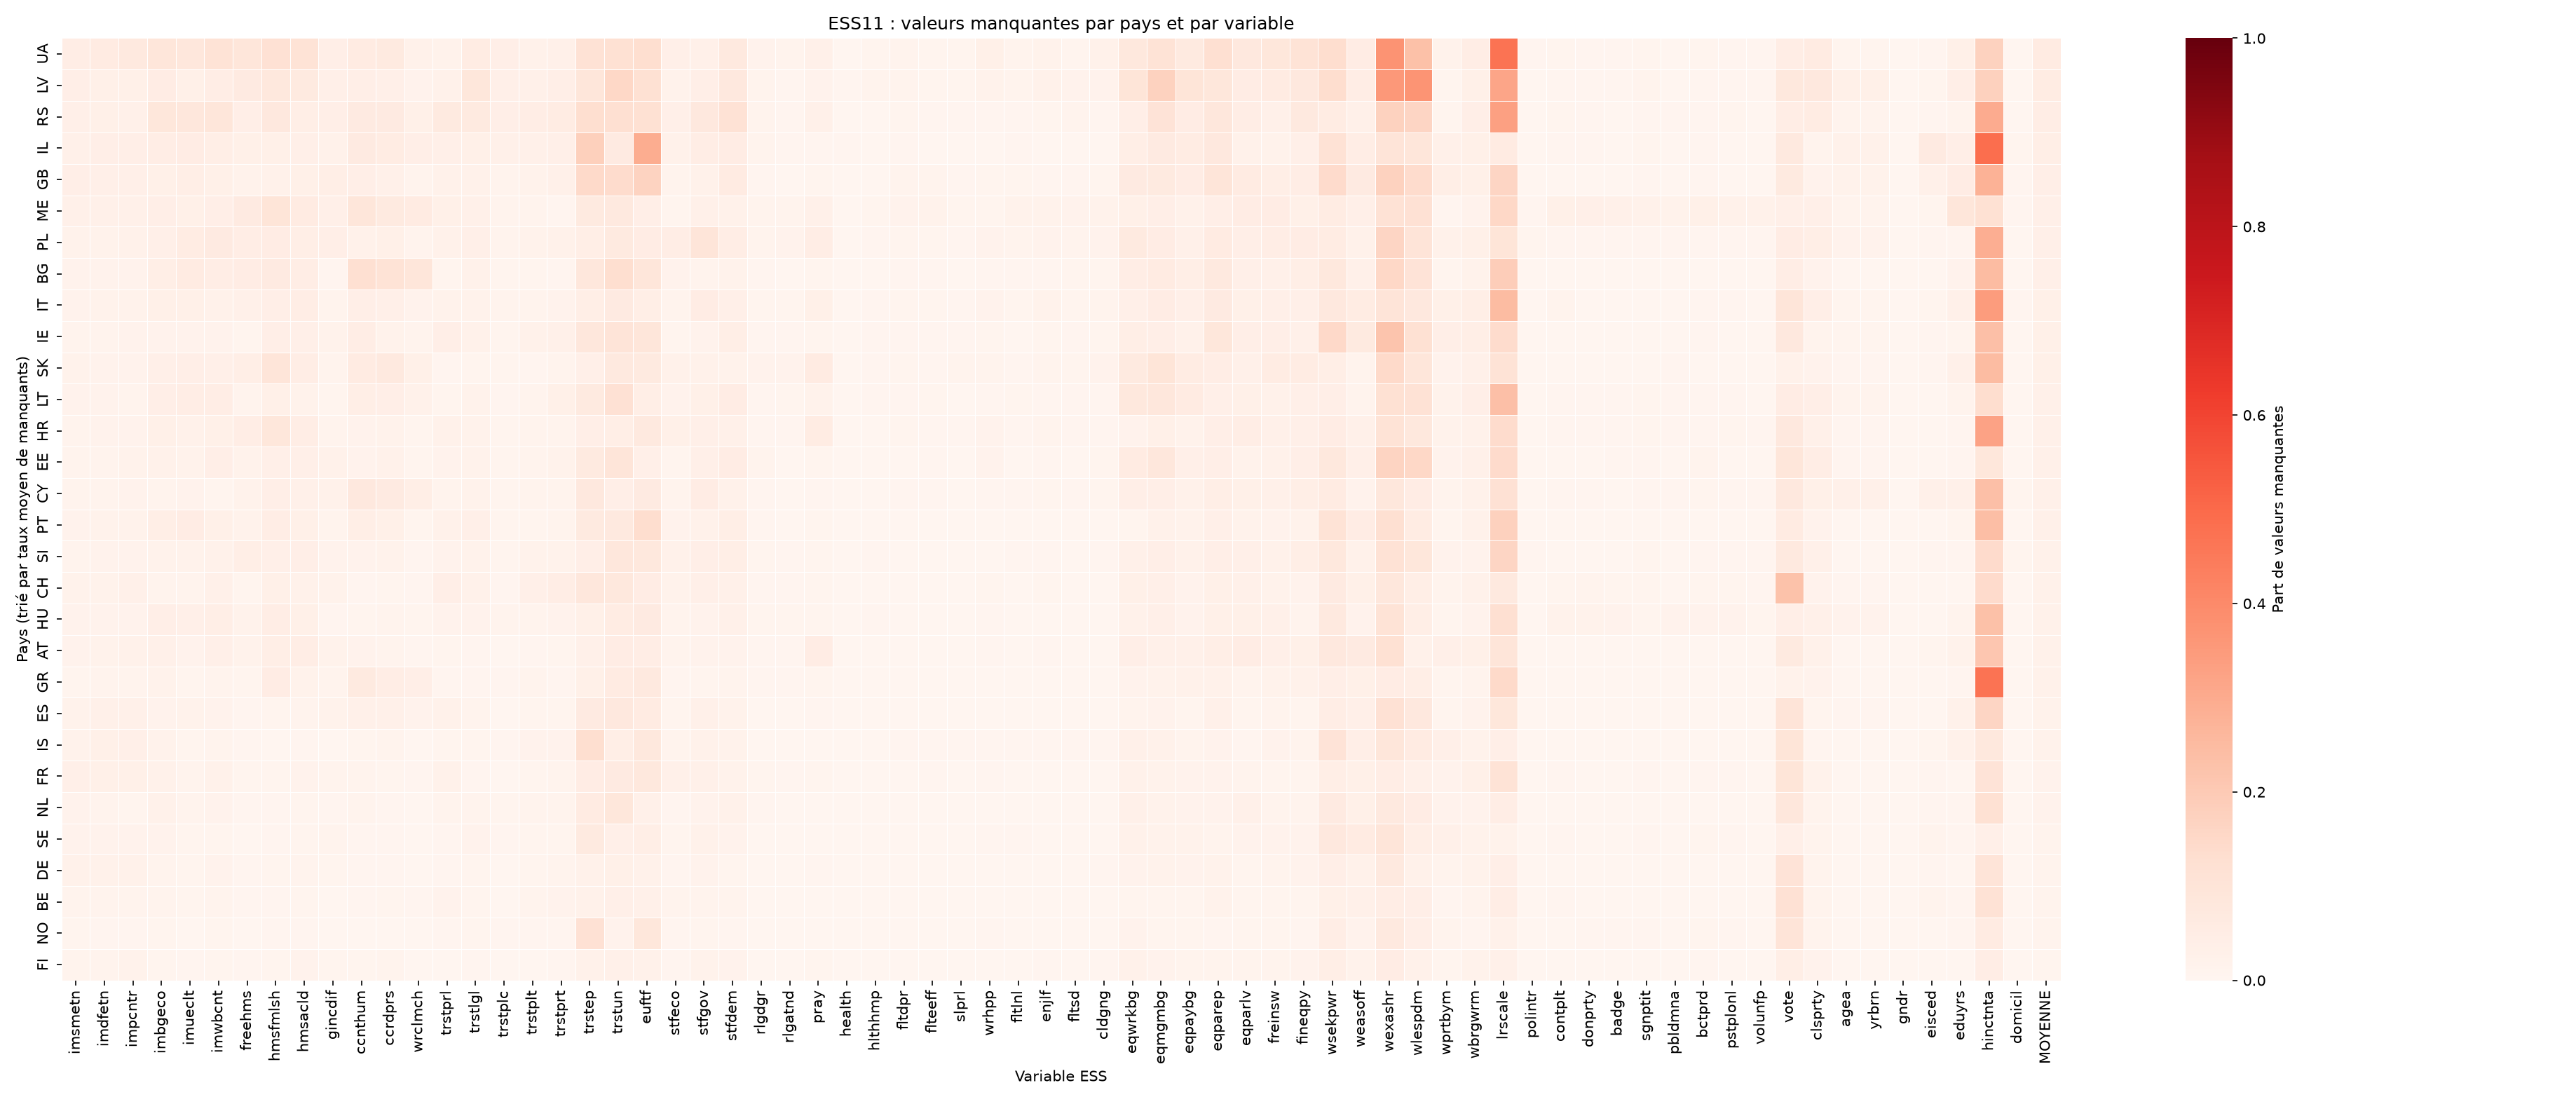 ESS11 : valeurs manquantes par pays et par variable
Pays (trié par taux moyen de manquants)
UA
LV
RS
IL
GB
ME
PL
BG
IT
IE
SK
LT
HR
EE
CY
PT
SI
CH
HU
AT
GR
ES
IS
FR
NL
SE
DE
BE
NO
FI
imsmetn
imdfetn
impcntr
imbgeco
imueclt
imwbcnt
freehms
hmsfmlsh
hmsacld
gincdif
ccnthum
ccrdprs
wrclmch
trstprl
trstlgl
trstplc
trstplt
trstprt
trstep
trstun
euftf
stfeco
stfgov
stfdem
rlgdgr
rlgatnd
pray
health
hlthhmp
fltdpr
flteeff
slprl
wrhpp
fltlnl
enjlf
fltsd
cldgng
eqwrkbg
eqmgmbg
eqpaybg
eqparep
eqparlv
freinsw
fineqpy
wsekpwr
weasoff
wexashr
wlespdm
wprtbym
wbrgwrm
lrscale
polintr
contplt
donprty
badge
sgnptit
pbldmna
bctprd
pstplonl
volunfp
vote
clsprty
agea
yrbrn
gndr
eisced
eduyrs
hinctnta
domicil
MOYENNE
Variable ESS
1.0
0.8
0.6
0.4
0.2
0.0
Part de valeurs manquantes